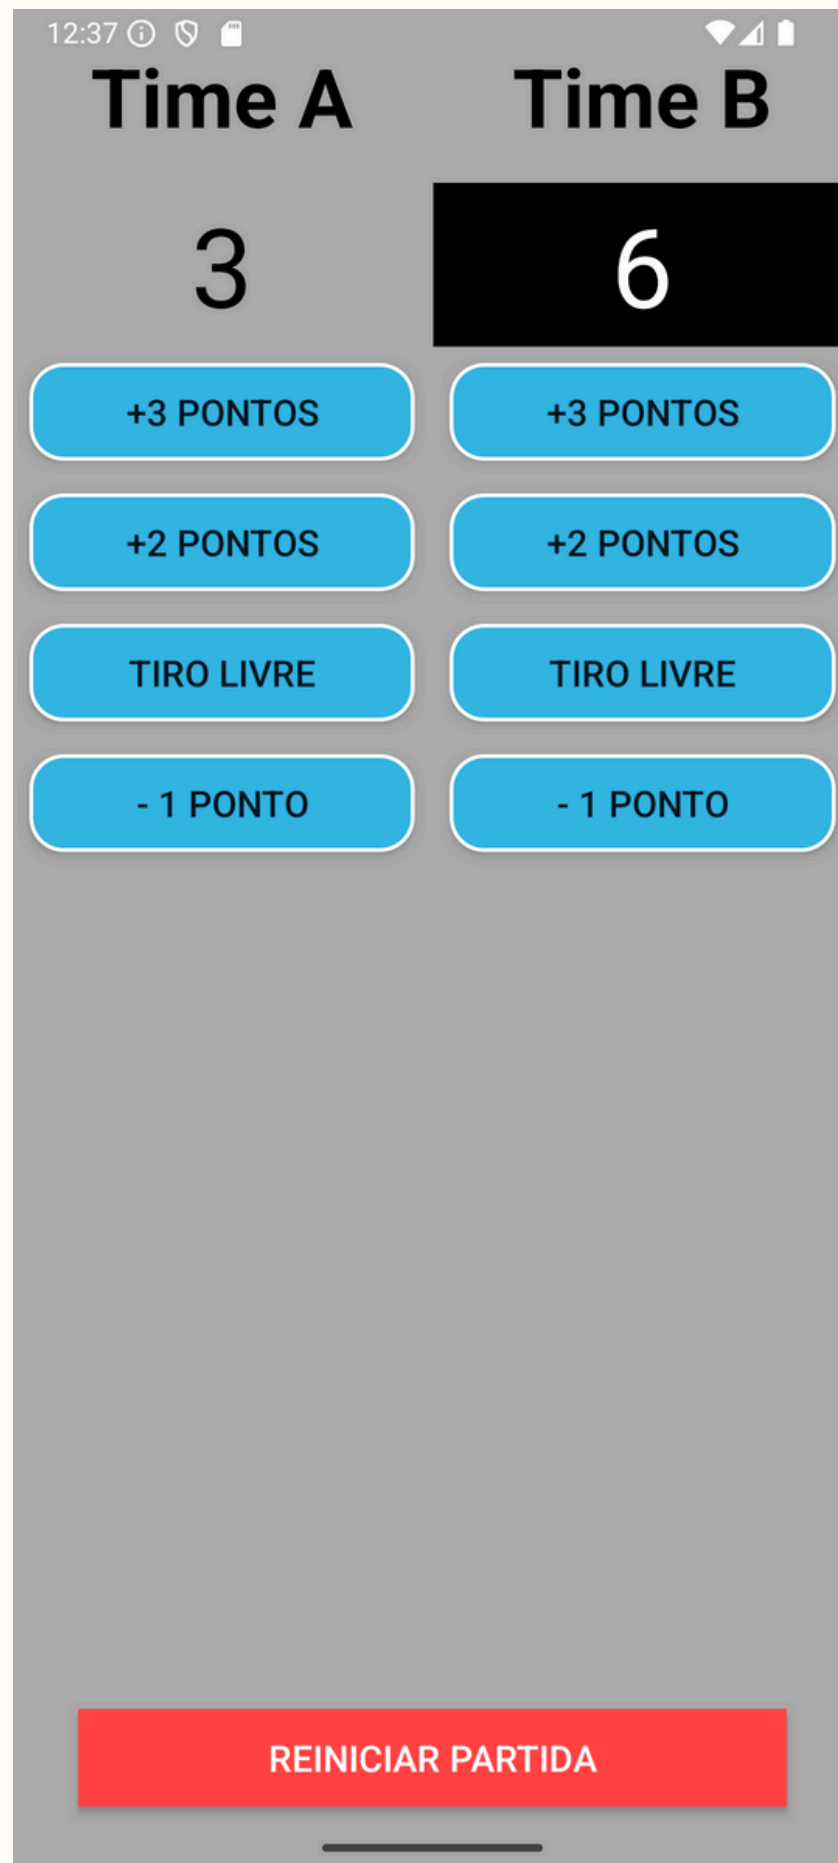 12:37
Time A Time B
3 6
+3 PONTOS +3 PONTOS
+2 PONTOS +2 PONTOS
TIRO LIVRE TIRO LIVRE
- 1 PONTO - 1 PONTO
REINICIAR PARTIDA